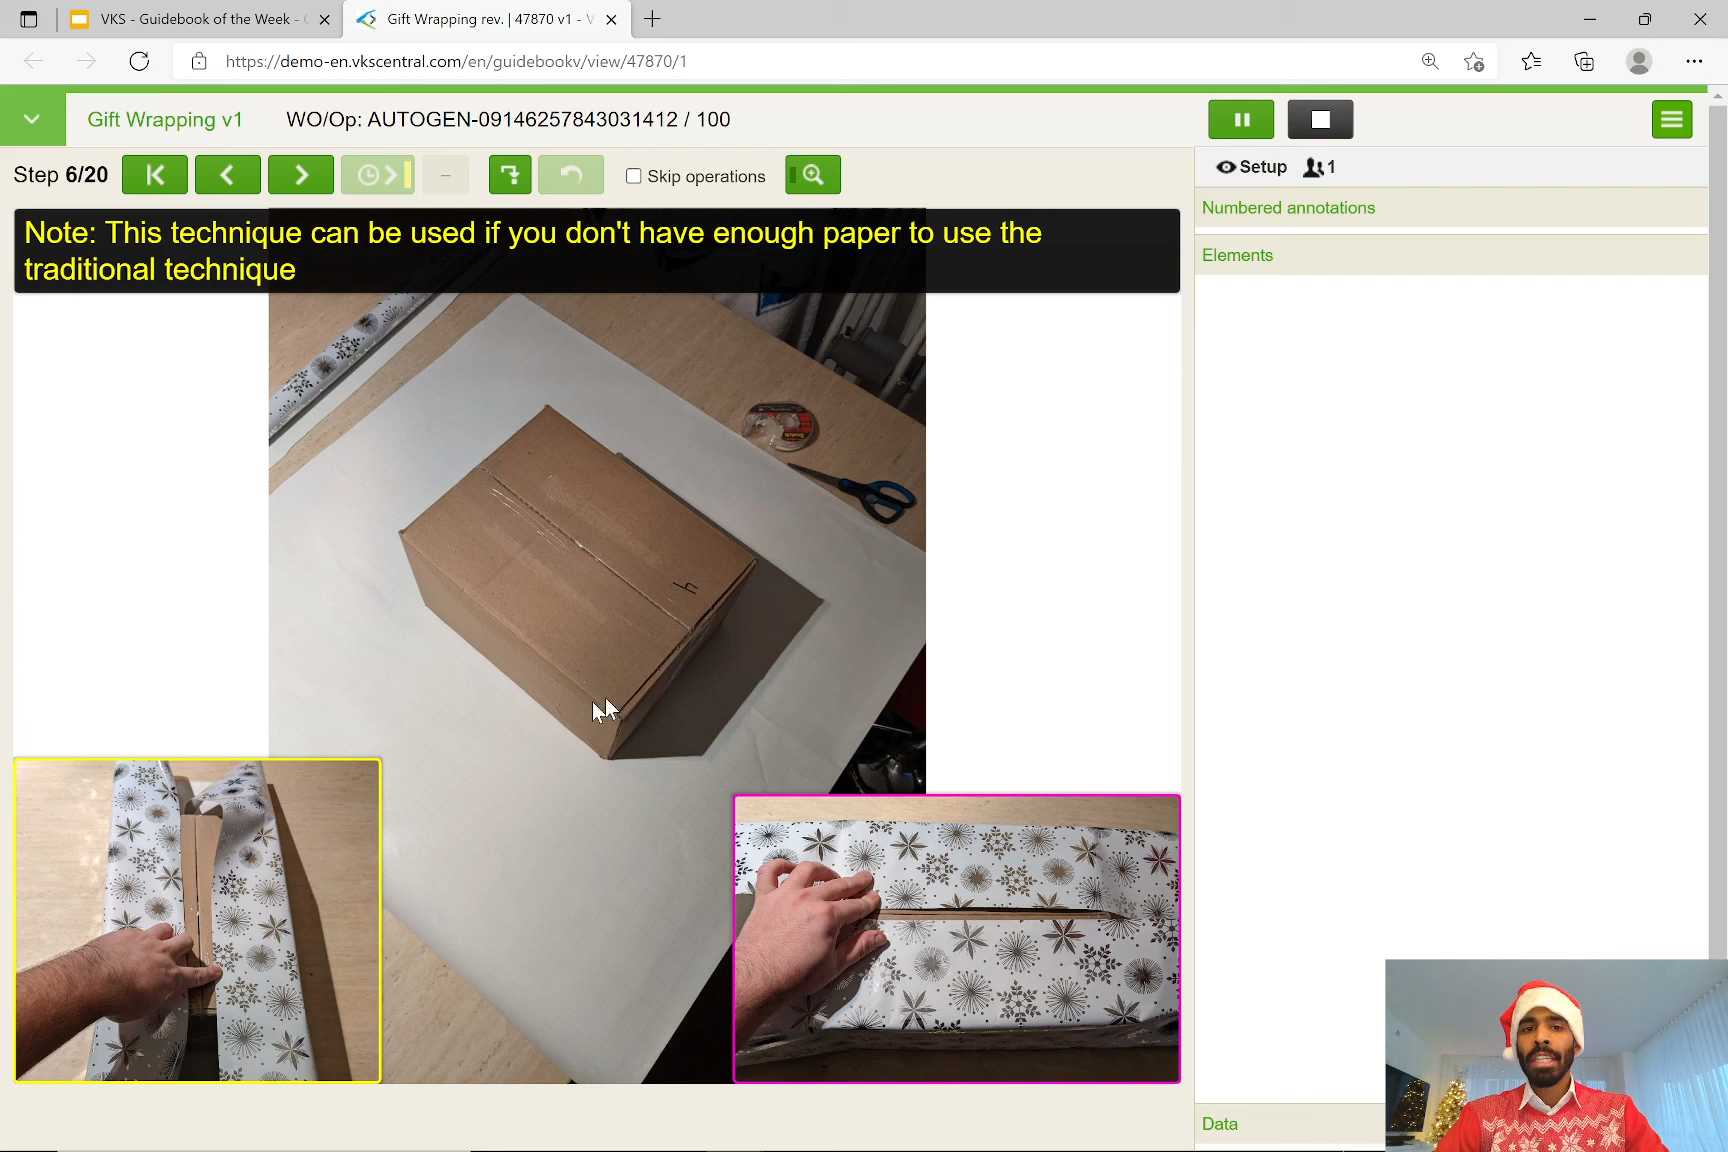 VKS - Guidebook of the Week -
Gift Wrapping rev. | 47870 v1 - V
https://demo-en.vkscentral.com/en/guidebookv/view/47870/1
Gift Wrapping v1
WO/Op: AUTOGEN-09146257843031412 / 100
Step 6/20
Skip operations
Setup
1
Numbered annotations
Note: This technique can be used if you don't have enough paper to use the
traditional technique
Elements
h
Data